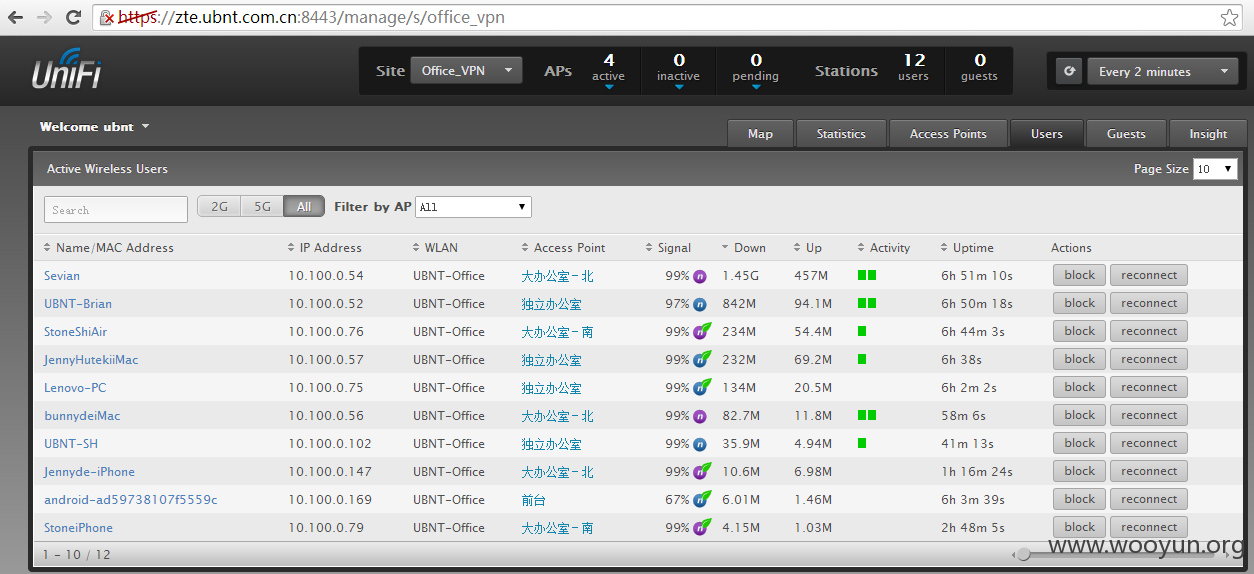 https://zte.ubnt.com.cn:8443/manage/s/office_vpn
UniFi Site Office_VPN APs 4 active 0 inactive 0 pending Stations 12 users 0 guests Every 2 minutes
Welcome ubnt Map Statistics Access Points Users Guests Insight
Active Wireless Users Page Size 10
Search 2G 5G All Filter by AP All
Name/MAC Address IP Address WLAN Access Point Signal Down Up Activity Uptime Actions
Sevian 10.100.0.54 UBNT-Office 大办公室-北 99% n 1.45G 457M 6h 51m 10s block reconnect
UBNT-Brian 10.100.0.52 UBNT-Office 独立办公室 97% n 842M 94.1M 6h 50m 18s block reconnect
StoneShiAir 10.100.0.76 UBNT-Office 大办公室-南 99% n 234M 54.4M 6h 44m 3s block reconnect
JennyHutekiiMac 10.100.0.57 UBNT-Office 独立办公室 99% n 232M 69.2M 6h 38s block reconnect
Lenovo-PC 10.100.0.75 UBNT-Office 独立办公室 99% n 134M 20.5M 6h 2m 2s block reconnect
bunnydeiMac 10.100.0.56 UBNT-Office 大办公室-北 99% n 82.7M 11.8M 58m 6s block reconnect
UBNT-SH 10.100.0.102 UBNT-Office 独立办公室 99% n 35.9M 4.94M 41m 13s block reconnect
Jennyde-iPhone 10.100.0.147 UBNT-Office 大办公室-北 99% n 10.6M 6.98M 1h 16m 24s block reconnect
android-ad59738107f5559c 10.100.0.169 UBNT-Office 前台 67% n 6.01M 1.46M 6h 3m 39s block reconnect
StoneiPhone 10.100.0.79 UBNT-Office 大办公室-南 99% n 4.15M 1.03M 2h 48m 5s block reconnect
1 - 10 / 12
www.wooyun.org